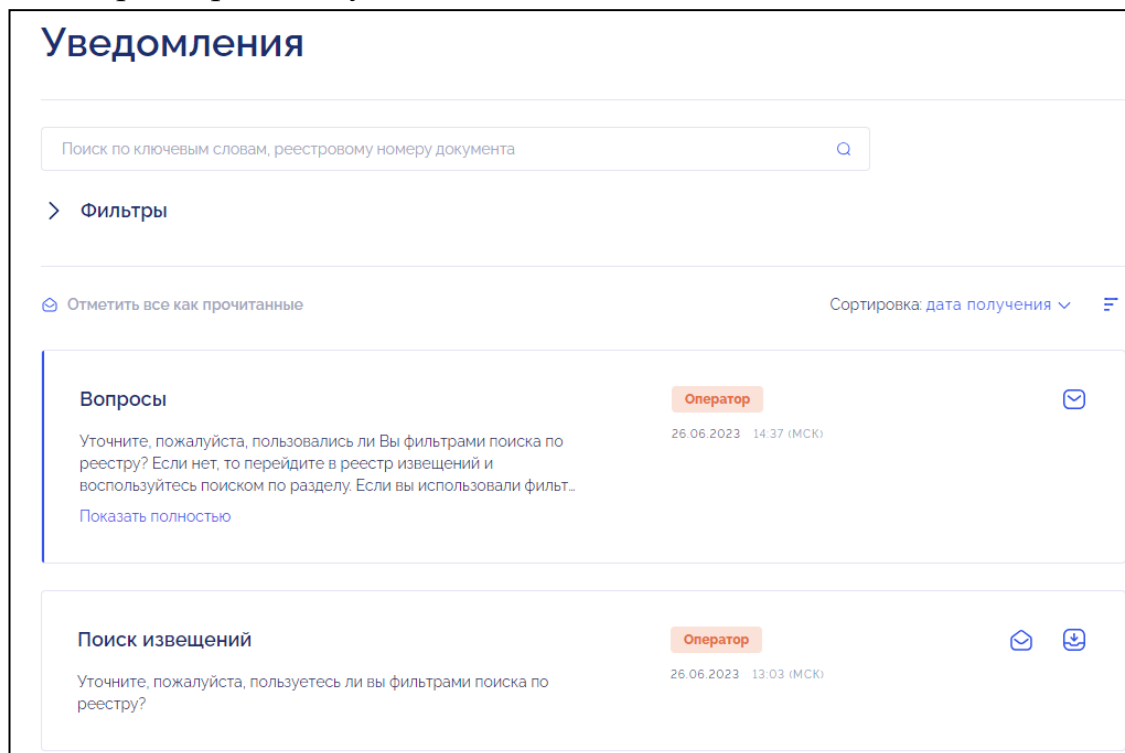 Уведомления
Поиск по ключевым словам, реестровому номеру документа
Фильтры
Отметить все как прочитанные
Сортировка: дата получения
Вопросы
Оператор
26.06.2023 14:37 (МСК)
Уточните, пожалуйста, пользовались ли Вы фильтрами поиска по
реестру? Если нет, то перейдите в реестр извещений и
воспользуйтесь поиском по разделу. Если вы использовали фильт...
Показать полностью
Поиск извещений
Оператор
26.06.2023 13:03 (МСК)
Уточните, пожалуйста, пользуетесь ли вы фильтрами поиска по
реестру?